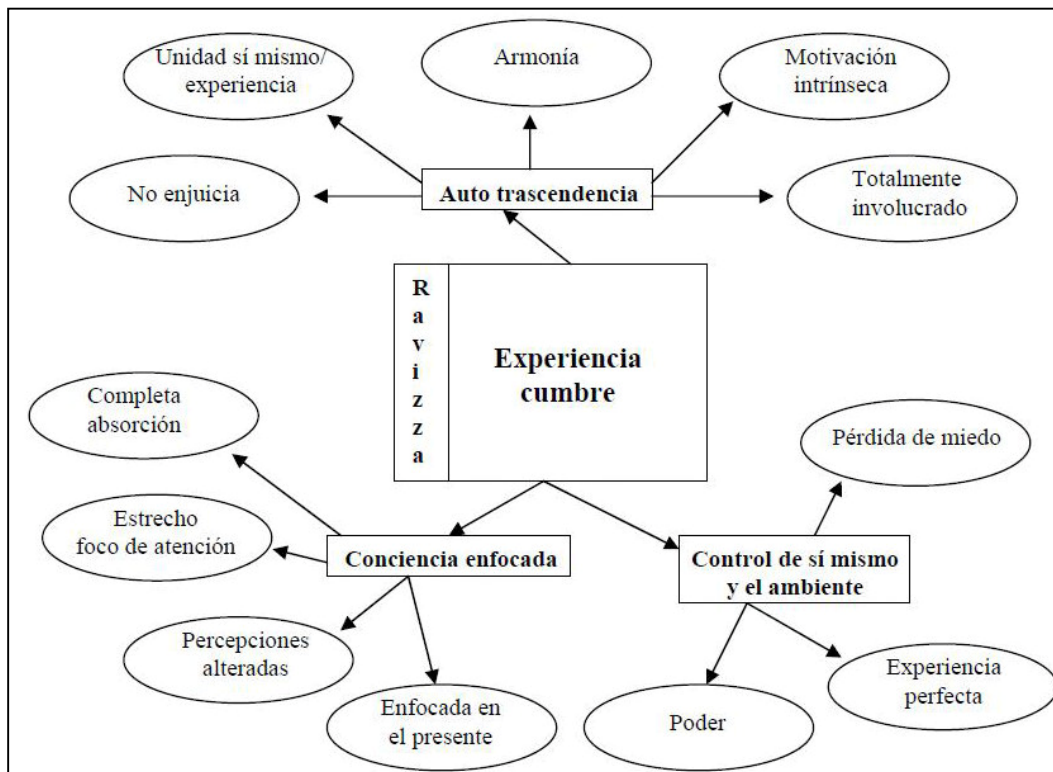 Unidad sí mismo/
experiencia
Armonía
Motivación
intrínseca
No enjuicia
Auto trascendencia
Totalmente
involucrado
Ravizza
Experiencia
cumbre
Completa
absorción
Pérdida de miedo
Estrecho
foco de atención
Conciencia enfocada
Control de sí mismo
y el ambiente
Percepciones
alteradas
Enfocada en
el presente
Poder
Experiencia
perfecta